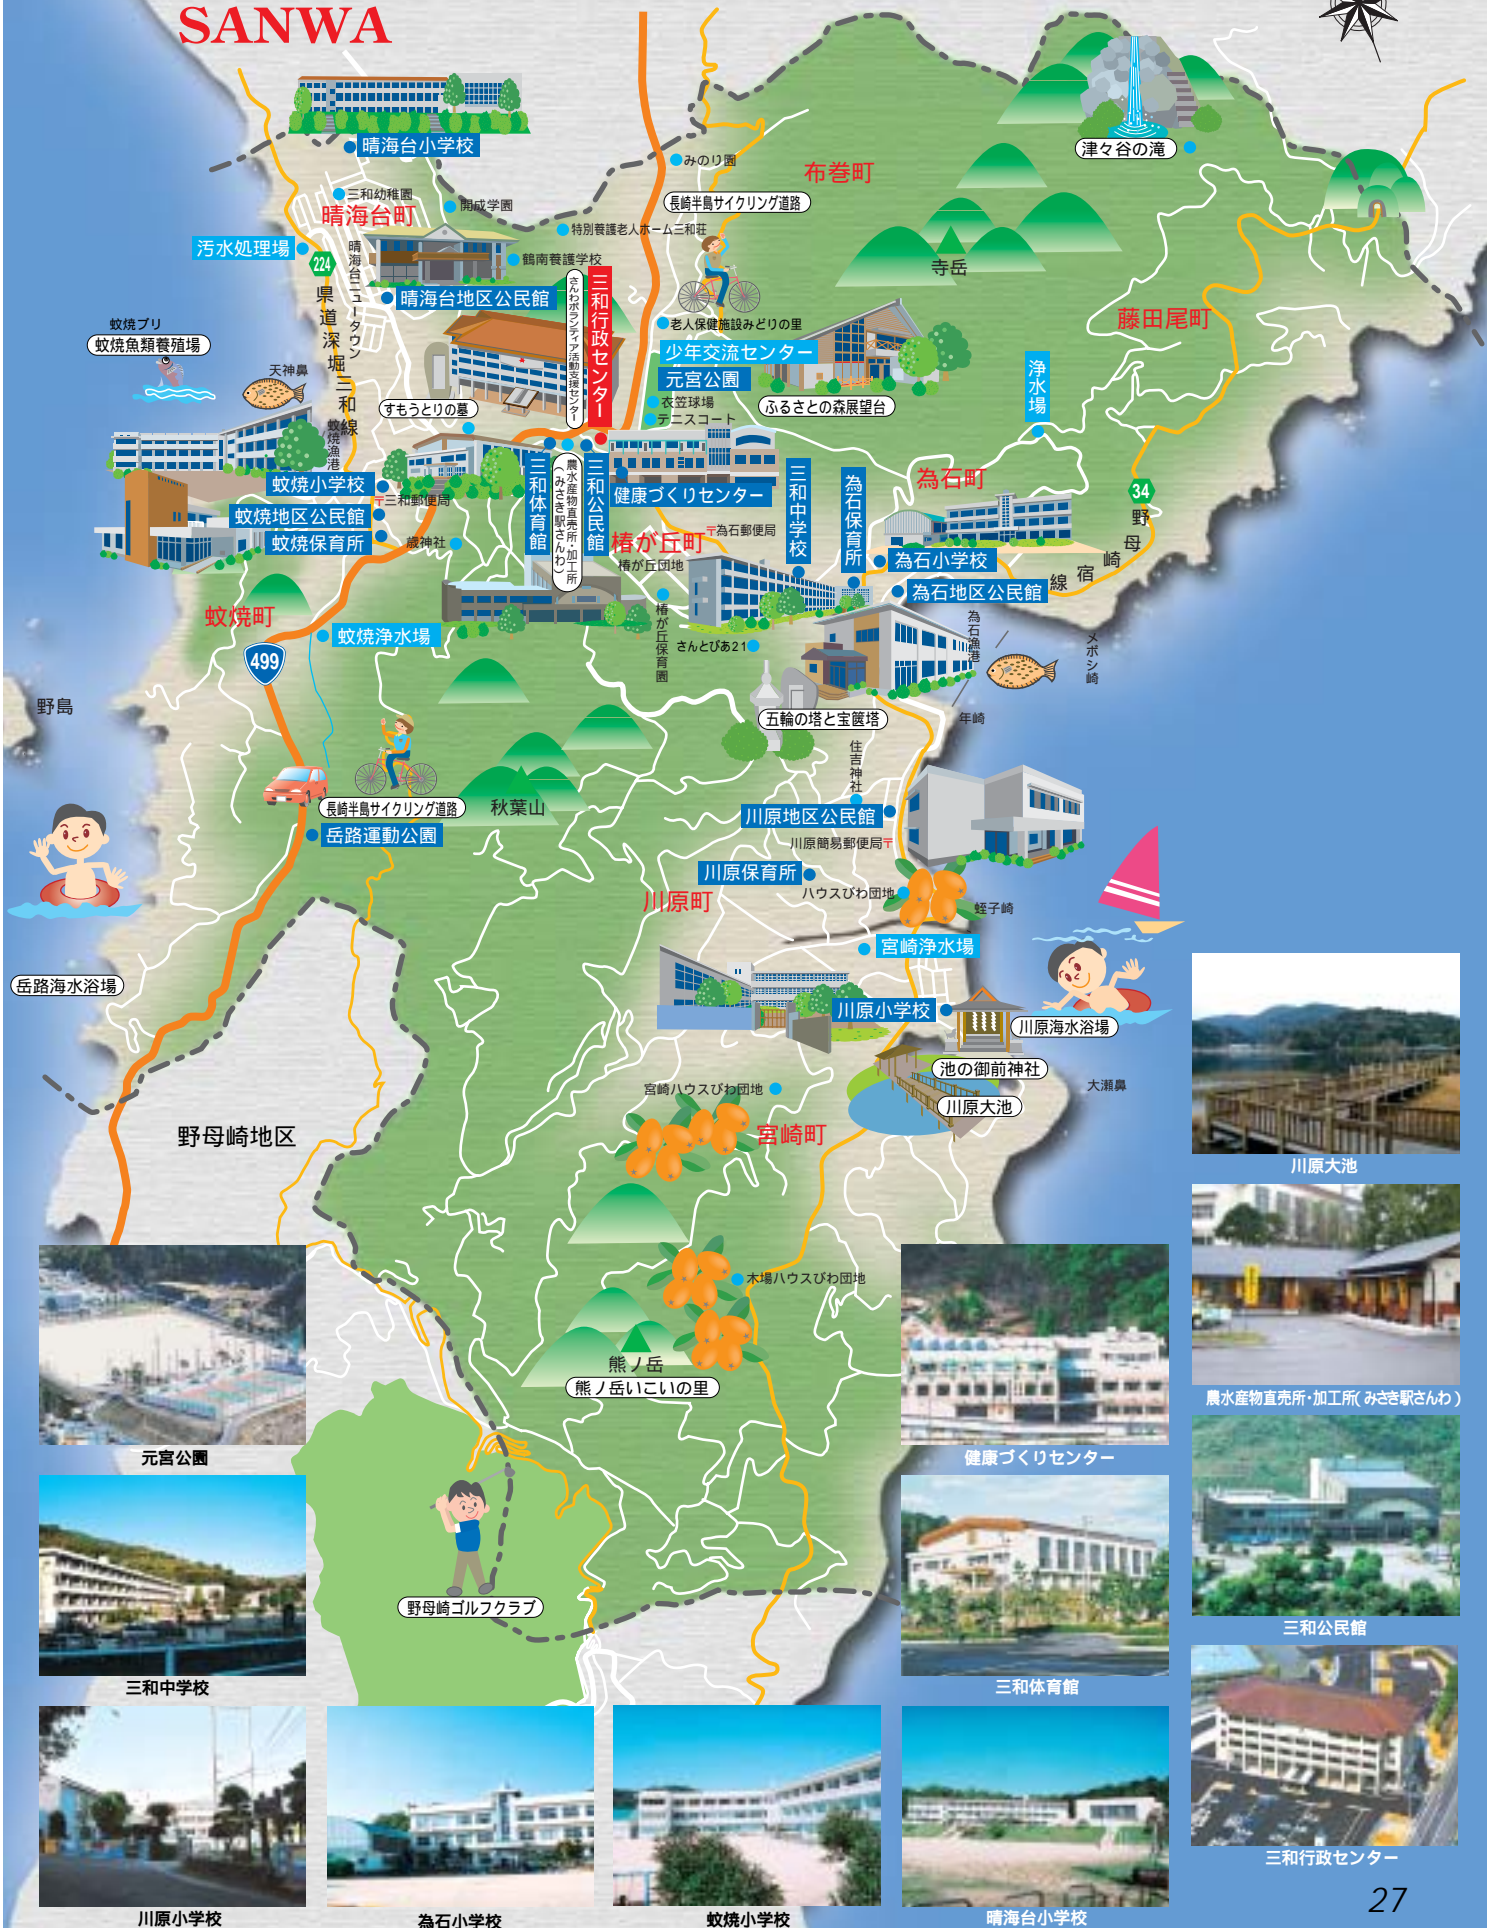 SANWA
晴海台小学校
三和幼稚園
晴海台町
開成学園
みのり園
長崎半島サイクリング道路
布巻町
津々谷の滝
汚水処理場
特別養護老人ホーム三和荘
鶴南養護学校
224
県道深堀三和線
晴海台ニュータウン
晴海台地区公民館
さんわボランティア活動支援センター
三和行政センター
寺岳
藤田尾町
蚊焼ブリ
蚊焼魚類養殖場
天神鼻
老人保健施設みどりの里
少年交流センター
元宮公園
衣笠球場
テニスコート
ふるさとの森展望台
浄水場
すもうとりの墓
蚊焼漁港
蚊焼小学校
三和郵便局
蚊焼地区公民館
蚊焼保育所
歳神社
三和体育館
農水産物直売所・加工所
(みさき駅さんわ)
三和公民館
健康づくりセンター
椿が丘町
〒為石郵便局
椿が丘団地
三和中学校
為石保育所
為石町
34
野母崎宿線
為石小学校
為石地区公民館
蚊焼町
蚊焼浄水場
499
椿が丘保育園
さんとぴあ21
為石漁港
メボシ崎
野島
五輪の塔と宝篋塔
年崎
住吉神社
長崎半島サイクリング道路
秋葉山
岳路運動公園
川原地区公民館
川原簡易郵便局〒
川原保育所
川原町
ハウスびわ団地
蛭子崎
宮崎浄水場
岳路海水浴場
川原小学校
川原海水浴場
池の御前神社
川原大池
大瀬鼻
宮崎ハウスびわ団地
宮崎町
野母崎地区
川原大池
木場ハウスびわ団地
熊ノ岳
熊ノ岳いこいの里
農水産物直売所・加工所(みさき駅さんわ)
元宮公園
健康づくりセンター
野母崎ゴルフクラブ
三和公民館
三和中学校
三和体育館
三和行政センター
川原小学校
為石小学校
蚊焼小学校
晴海台小学校
27